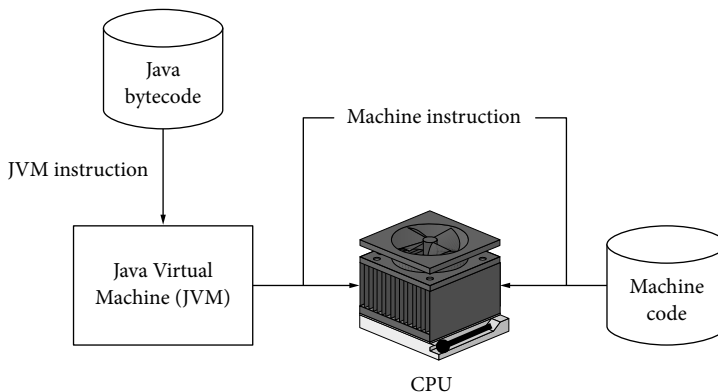 Java
bytecode
Machine instruction
JVM instruction
Java Virtual
Machine (JVM)
Machine
code
CPU